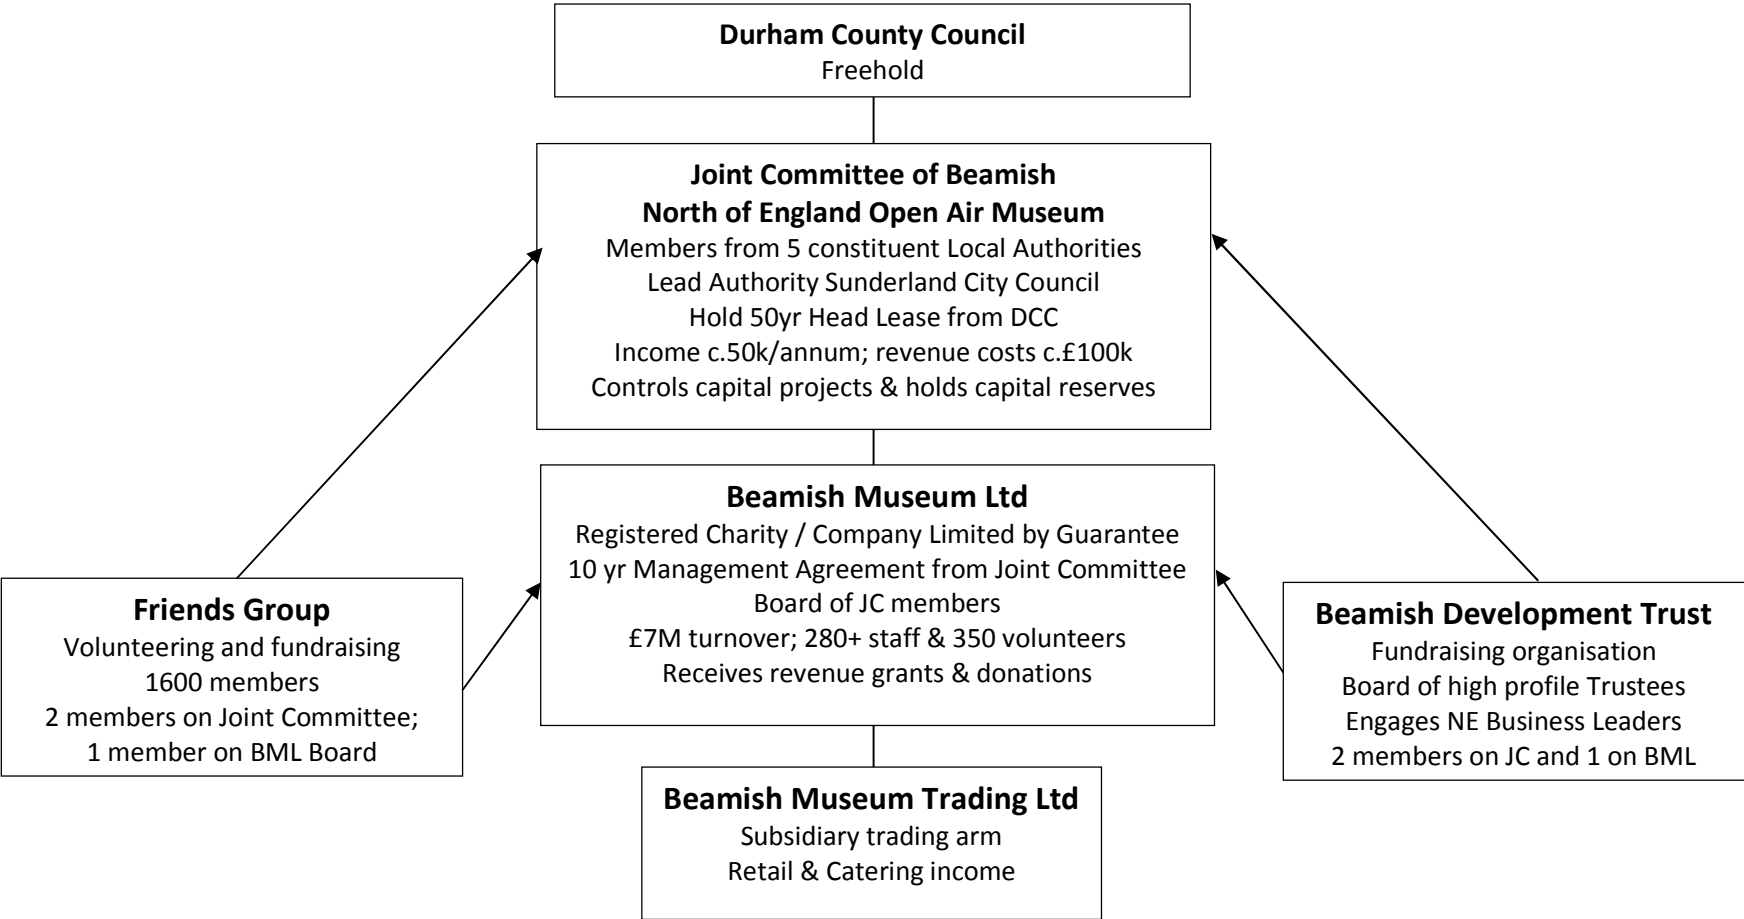 Durham County Council
Freehold
Joint Committee of Beamish
North of England Open Air Museum
Members from 5 constituent Local Authorities
Lead Authority Sunderland City Council
Hold 50yr Head Lease from DCC
Income c.50k/annum; revenue costs c.£100k
Controls capital projects & holds capital reserves
Beamish Museum Ltd
Registered Charity / Company Limited by Guarantee
10 yr Management Agreement from Joint Committee
Board of JC members
£7M turnover; 280+ staff & 350 volunteers
Receives revenue grants & donations
Friends Group
Volunteering and fundraising
1600 members
2 members on Joint Committee;
1 member on BML Board
Beamish Development Trust
Fundraising organisation
Board of high profile Trustees
Engages NE Business Leaders
2 members on JC and 1 on BML
Beamish Museum Trading Ltd
Subsidiary trading arm
Retail & Catering income